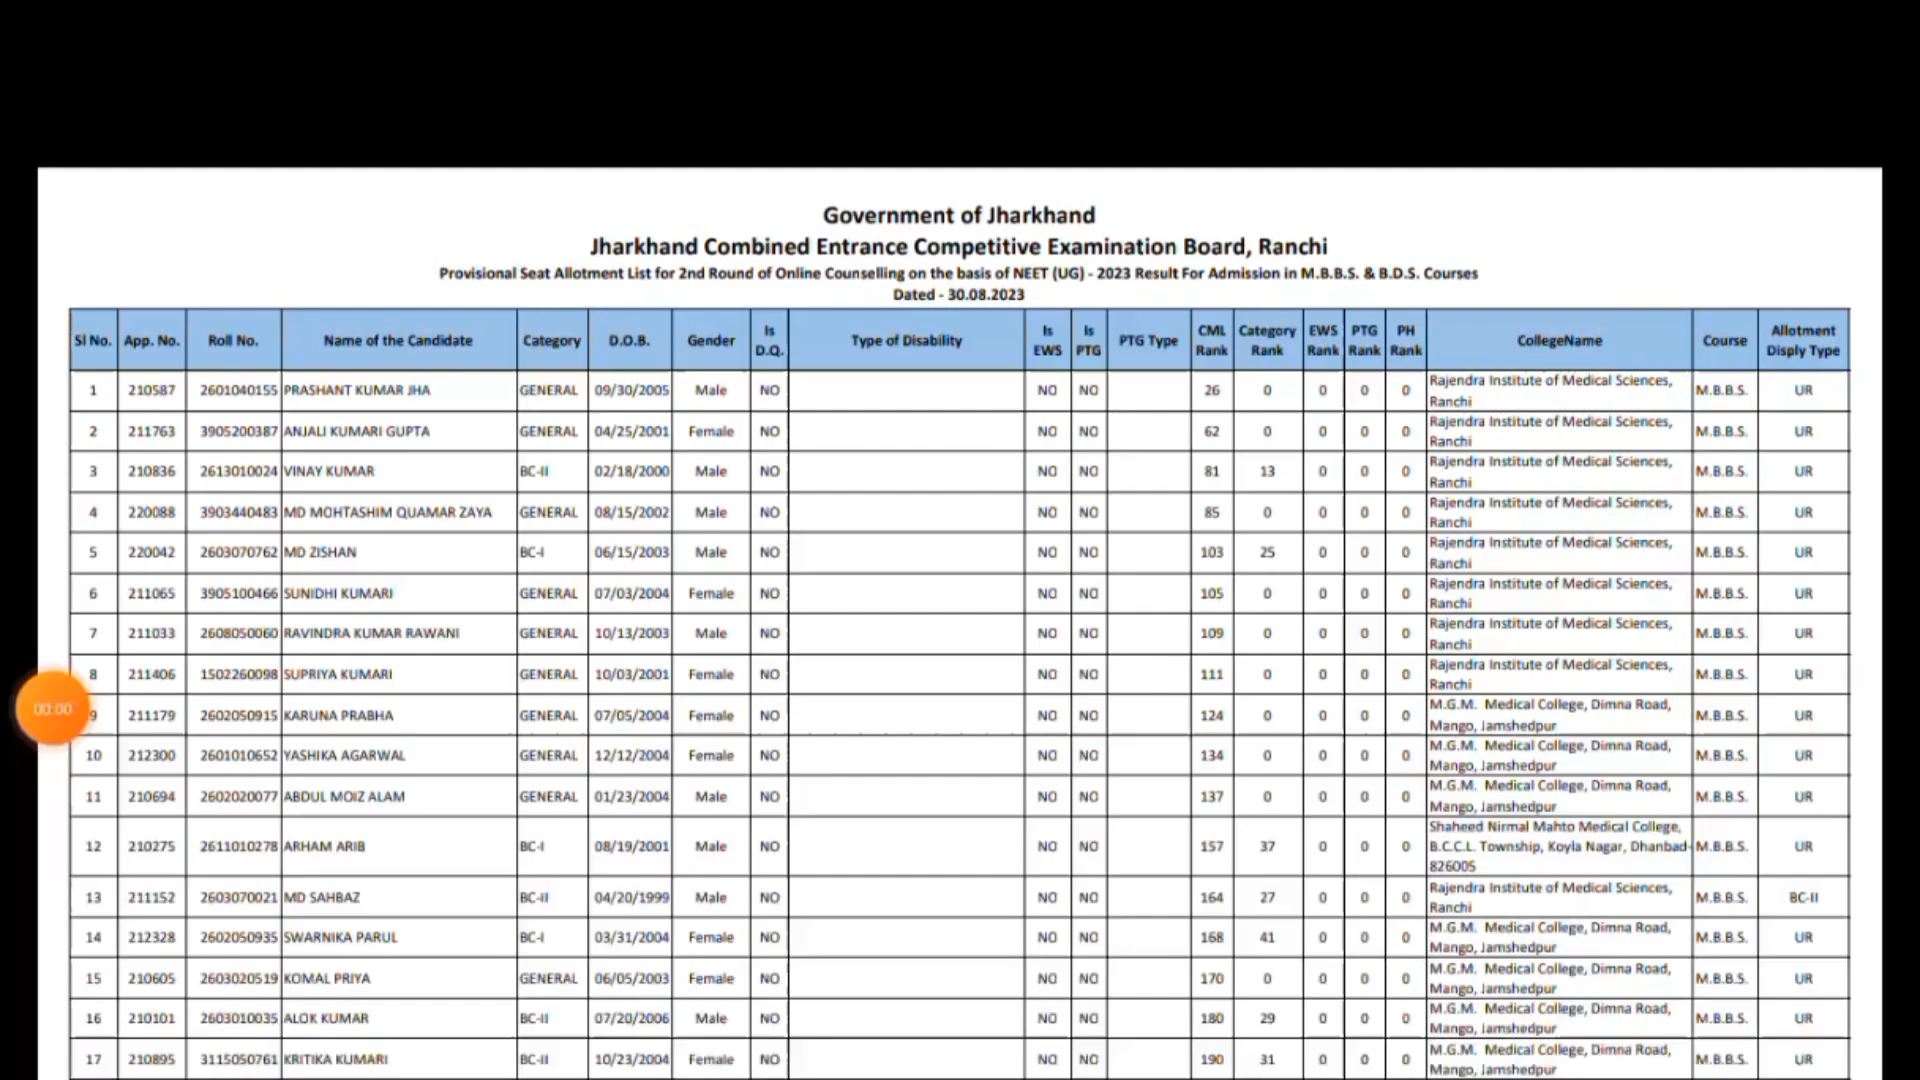 Government of Jharkhand
Jharkhand Combined Entrance Competitive Examination Board, Ranchi
Provisional Seat Allotment List for 2nd Round of Online Counselling on the basis of NEET (UG) - 2023 Result For Admission in M.B.B.S. & B.D.S. Courses
Dated - 30.08.2023
Sl No. App. No. Roll No. Name of the Candidate Category D.O.B. Gender Is D.Q. Type of Disability Is EWS Is PTG PTG Type CML Rank Category Rank EWS Rank PTG Rank PH Rank CollegeName Course Allotment Disply Type
1 210587 2601040155 PRASHANT KUMAR JHA GENERAL 09/30/2005 Male NO NO NO 26 0 0 0 0 Rajendra Institute of Medical Sciences, Ranchi M.B.B.S. UR
2 211763 3905200387 ANJALI KUMARI GUPTA GENERAL 04/25/2001 Female NO NO NO 62 0 0 0 0 Rajendra Institute of Medical Sciences, Ranchi M.B.B.S. UR
3 210836 2613010024 VINAY KUMAR BC-II 02/18/2000 Male NO NO NO 81 13 0 0 0 Rajendra Institute of Medical Sciences, Ranchi M.B.B.S. UR
4 220088 3903440483 MD MOHTASHIM QUAMAR ZAYA GENERAL 08/15/2002 Male NO NO NO 85 0 0 0 0 Rajendra Institute of Medical Sciences, Ranchi M.B.B.S. UR
5 220042 2603070762 MD ZISHAN BC-I 06/15/2003 Male NO NO NO 103 25 0 0 0 Rajendra Institute of Medical Sciences, Ranchi M.B.B.S. UR
6 211065 3905100466 SUNIDHI KUMARI GENERAL 07/03/2004 Female NO NO NO 105 0 0 0 0 Rajendra Institute of Medical Sciences, Ranchi M.B.B.S. UR
7 211033 2608050060 RAVINDRA KUMAR RAWANI GENERAL 10/13/2003 Male NO NO NO 109 0 0 0 0 Rajendra Institute of Medical Sciences, Ranchi M.B.B.S. UR
8 211406 1502260098 SUPRIYA KUMARI GENERAL 10/03/2001 Female NO NO NO 111 0 0 0 0 Rajendra Institute of Medical Sciences, Ranchi M.B.B.S. UR
00:00
9 211179 2602050915 KARUNA PRABHA GENERAL 07/05/2004 Female NO NO NO 124 0 0 0 0 M.G.M. Medical College, Dimna Road, Mango, Jamshedpur M.B.B.S. UR
10 212300 2601010652 YASHIKA AGARWAL GENERAL 12/12/2004 Female NO NO NO 134 0 0 0 0 M.G.M. Medical College, Dimna Road, Mango, Jamshedpur M.B.B.S. UR
11 210694 2602020077 ABDUL MOIZ ALAM GENERAL 01/23/2004 Male NO NO NO 137 0 0 0 0 M.G.M. Medical College, Dimna Road, Mango, Jamshedpur M.B.B.S. UR
12 210275 2611010278 ARHAM ARIB BC-I 08/19/2001 Male NO NO NO 157 37 0 0 0 Shaheed Nirmal Mahto Medical College, B.C.C.L. Township, Koyla Nagar, Dhanbad-826005 M.B.B.S. UR
13 211152 2603070021 MD SAHBAZ BC-II 04/20/1999 Male NO NO NO 164 27 0 0 0 Rajendra Institute of Medical Sciences, Ranchi M.B.B.S. BC-II
14 212328 2602050935 SWARNIKA PARUL BC-I 03/31/2004 Female NO NO NO 168 41 0 0 0 M.G.M. Medical College, Dimna Road, Mango, Jamshedpur M.B.B.S. UR
15 210605 2603020519 KOMAL PRIYA GENERAL 06/05/2003 Female NO NO NO 170 0 0 0 0 M.G.M. Medical College, Dimna Road, Mango, Jamshedpur M.B.B.S. UR
16 210101 2603010035 ALOK KUMAR BC-II 07/20/2006 Male NO NO NO 180 29 0 0 0 M.G.M. Medical College, Dimna Road, Mango, Jamshedpur M.B.B.S. UR
17 210895 3115050761 KRITIKA KUMARI BC-II 10/23/2004 Female NO NO NO 190 31 0 0 0 M.G.M. Medical College, Dimna Road, Mango, Jamshedpur M.B.B.S. UR